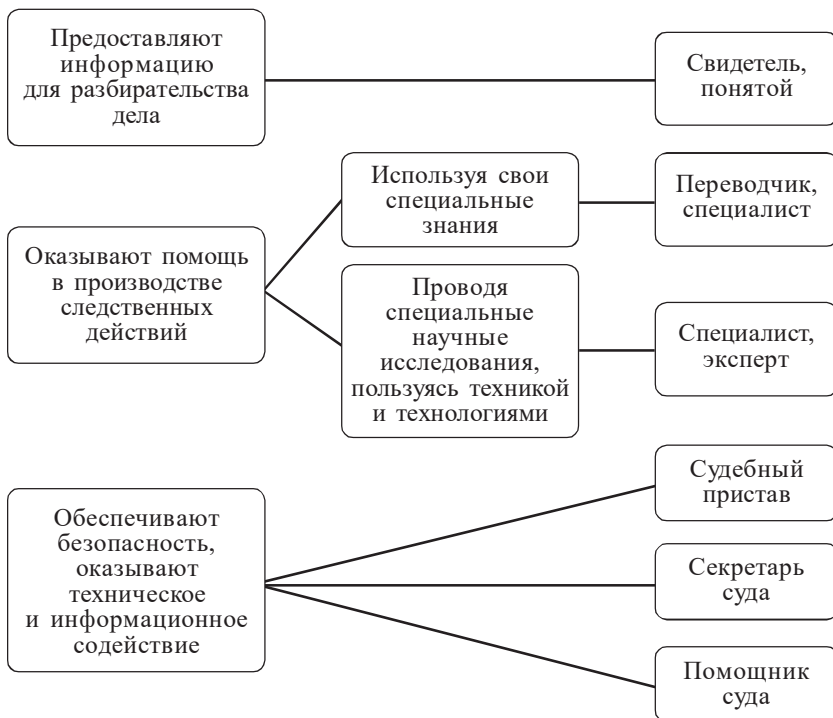 Предоставляют
информацию
для разбирательства
дела
Свидетель,
понятой
Оказывают помощь
в производстве
следственных
действий
Используя свои
специальные
знания
Переводчик,
специалист
Проводя
специальные
научные
исследования,
пользуясь техникой
и технологиями
Специалист,
эксперт
Обеспечивают
безопасность,
оказывают
техническое
и информационное
содействие
Судебный
пристав
Секретарь
суда
Помощник
суда